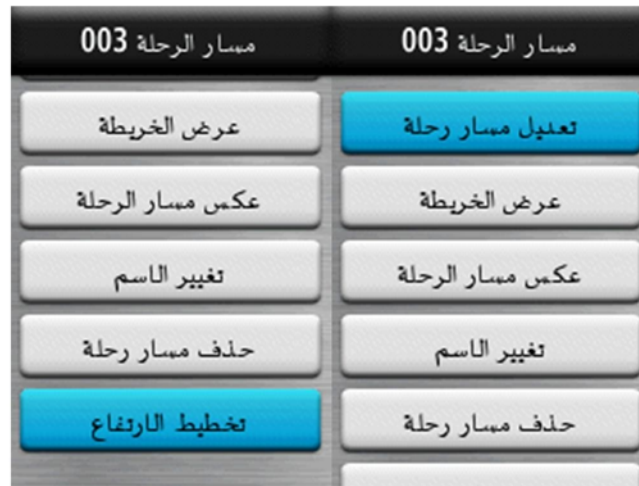 مسار الرحلة 003
عرض الخريطة
عكس مسار الرحلة
تغيير الاسم
حذف مسار رحلة
تخطيط الارتفاع
مسار الرحلة 003
تعديل مسار رحلة
عرض الخريطة
عكس مسار الرحلة
تغيير الاسم
حذف مسار رحلة